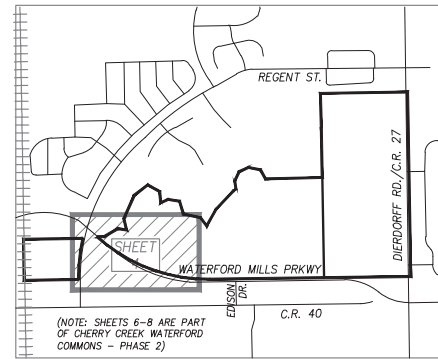 REGENT ST.
DIERDORFF RD./C.R. 27
SHEET
WATERFORD MILLS PRKWY
EDISON
DR.
C.R. 40
(NOTE: SHEETS 6-8 ARE PART
OF CHERRY CREEK WATERFORD
COMMONS - PHASE 2)